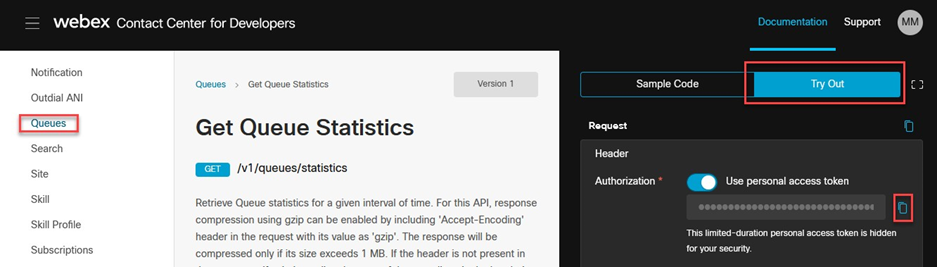 webex Contact Center for Developers
Documentation
Support
MM
Notification
Outdial ANI
Queues
Search
Site
Skill
Skill Profile
Subscriptions
Queues > Get Queue Statistics
Version 1
Get Queue Statistics
GET /v1/queues/statistics
Retrieve Queue statistics for a given interval of time. For this API, response
compression using gzip can be enabled by including 'Accept-Encoding'
header in the request with its value as 'gzip'. The response will be
compressed only if its size exceeds 1 MB. If the header is not present in
Sample Code
Try Out
Request
Header
Authorization *
Use personal access token
This limited-duration personal access token is hidden
for your security.